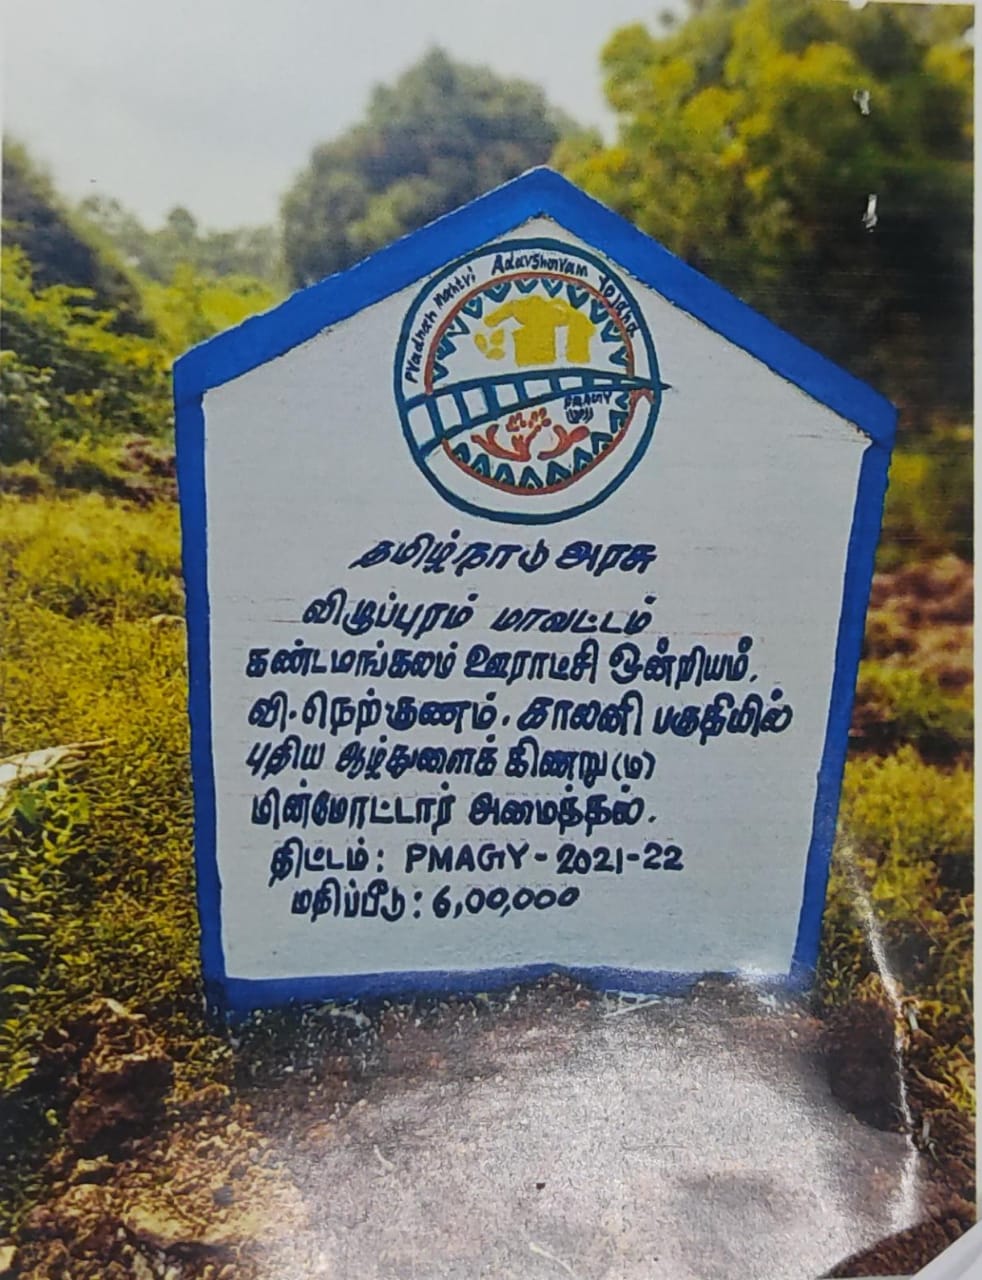 Pradhan Mantri Adarsh Gram Yojana
PMAGY
தமிழ்நாடு அரசு
விழுப்புரம் மாவட்டம்
கண்டமங்கலம் ஊராட்சி ஒன்றியம்.
வி.நெற்குணம். காலனி பகுதியில்
புதிய ஆழ்துளைக் கிணறு (ம)
மின்மோட்டார் அமைத்தல்.
திட்டம்: PMAGY-2021-22
மதிப்பீடு: 6,00,000